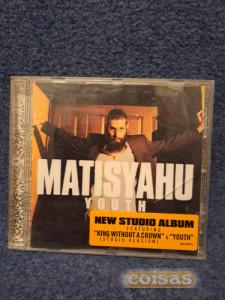 MATISYAHU
YOUTH
NEW STUDIO ALBUM
FEATURING
"KING WITHOUT A CROWN" & "YOUTH"
(STUDIO VERSION)
coisas